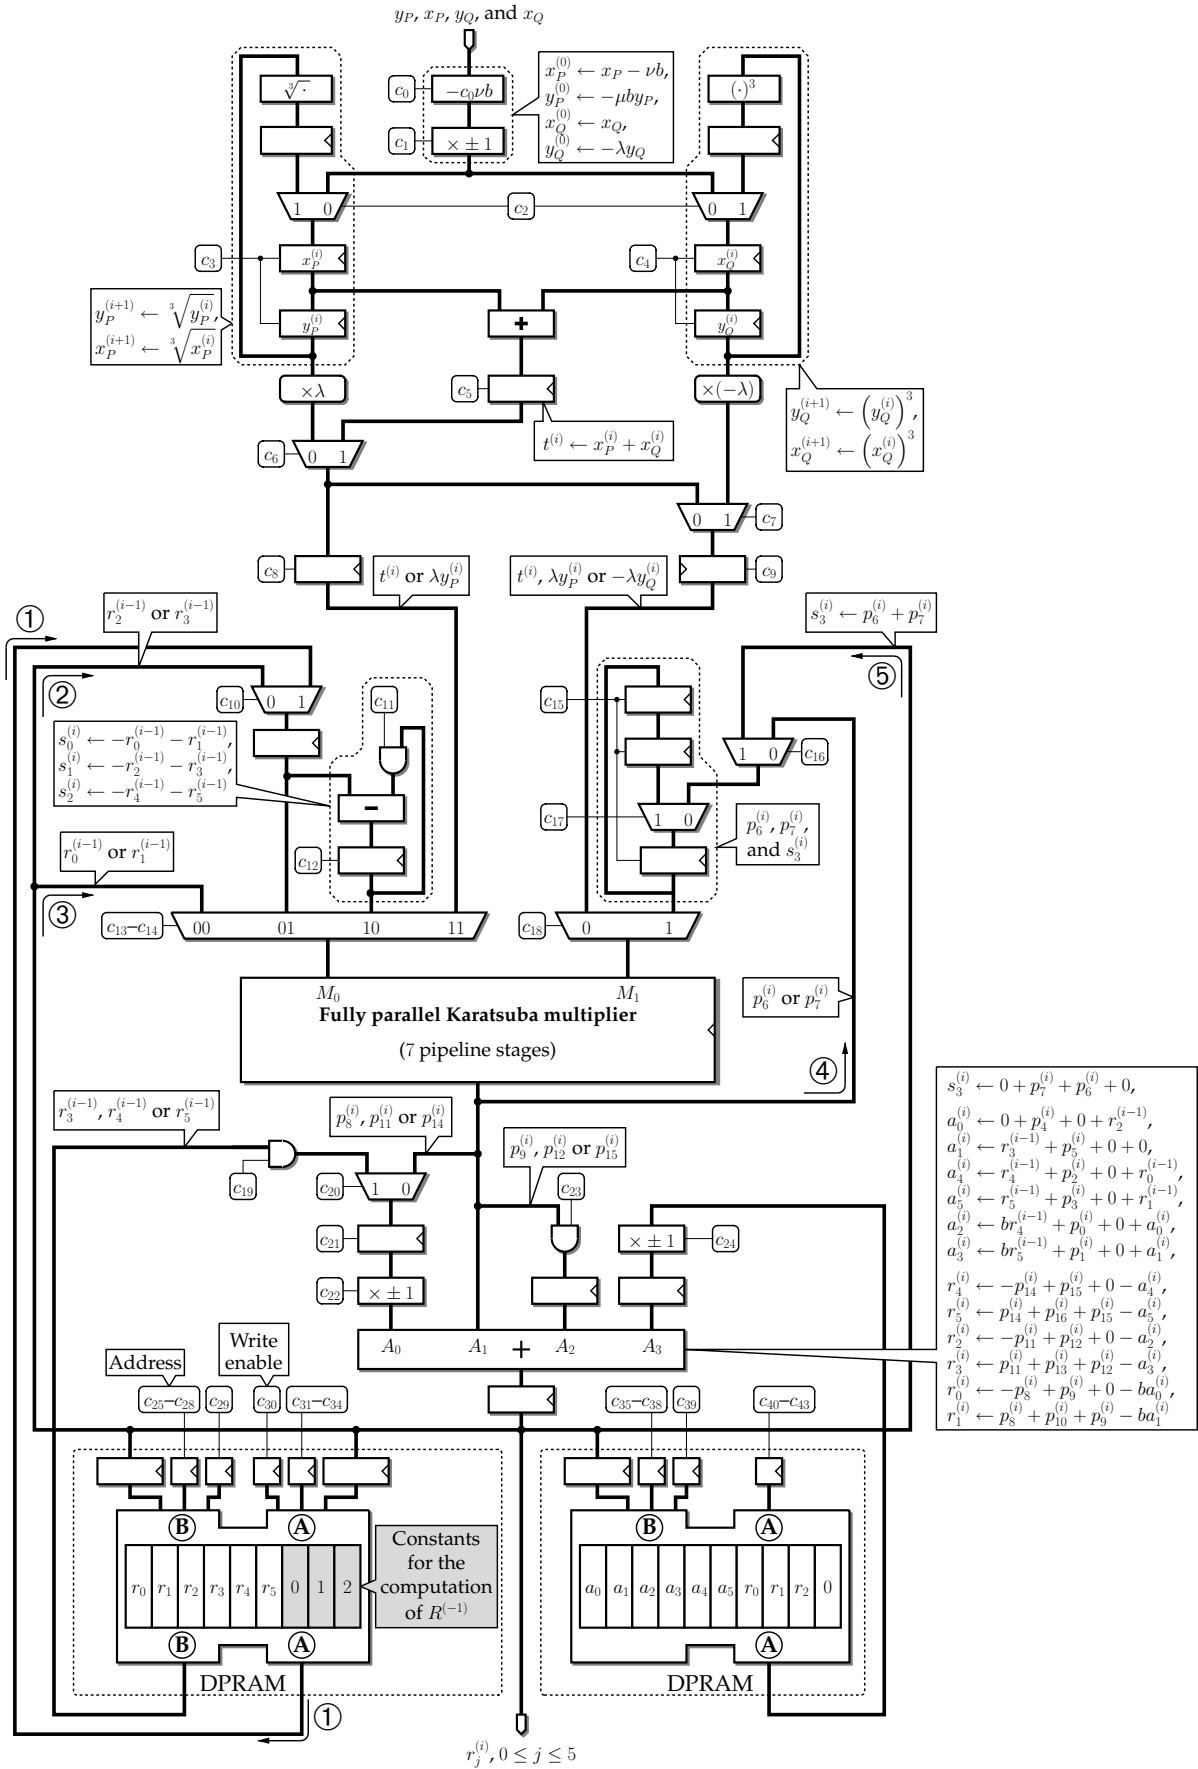 y_P, x_P, y_Q, and x_Q
c_0
−c_0νb
c_1
× ± 1
x_P^{(0)} ← x_P − νb,
y_P^{(0)} ← −μby_P,
x_Q^{(0)} ← x_Q,
y_Q^{(0)} ← −λy_Q
∛·
(·)^3
1 0
c_2
0 1
c_3
x_P^{(i)}
c_4
x_Q^{(i)}
y_P^{(i+1)} ← ∛y_P^{(i)},
x_P^{(i+1)} ← ∛x_P^{(i)}
y_P^{(i)}
+
y_Q^{(i)}
×λ
c_5
×(−λ)
y_Q^{(i+1)} ← (y_Q^{(i)})^3,
x_Q^{(i+1)} ← (x_Q^{(i)})^3
t^{(i)} ← x_P^{(i)} + x_Q^{(i)}
c_6
0 1
0 1
c_7
c_8
t^{(i)} or λy_P^{(i)}
t^{(i)}, λy_P^{(i)} or −λy_Q^{(i)}
c_9
①
r_2^{(i−1)} or r_3^{(i−1)}
s_3^{(i)} ← p_6^{(i)} + p_7^{(i)}
②
⑤
c_10
0 1
c_11
c_15
s_0^{(i)} ← −r_0^{(i−1)} − r_1^{(i−1)},
s_1^{(i)} ← −r_2^{(i−1)} − r_3^{(i−1)},
s_2^{(i)} ← −r_4^{(i−1)} − r_5^{(i−1)}
1 0
c_16
−
c_17
1 0
p_6^{(i)}, p_7^{(i)},
and s_3^{(i)}
r_0^{(i−1)} or r_1^{(i−1)}
c_12
③
c_13−c_14
00 01 10 11
c_18
0 1
M_0 M_1
Fully parallel Karatsuba multiplier
(7 pipeline stages)
p_6^{(i)} or p_7^{(i)}
④
r_3^{(i−1)}, r_4^{(i−1)} or r_5^{(i−1)}
p_8^{(i)}, p_11^{(i)} or p_14^{(i)}
p_9^{(i)}, p_12^{(i)} or p_15^{(i)}
c_19
c_20
1 0
c_23
c_21
× ± 1
c_24
c_22
× ± 1
A_0 A_1 + A_2 A_3
s_3^{(i)} ← 0 + p_7^{(i)} + p_6^{(i)} + 0,
a_0^{(i)} ← 0 + p_4^{(i)} + 0 + r_2^{(i−1)},
a_1^{(i)} ← r_3^{(i−1)} + p_5^{(i)} + 0 + 0,
a_4^{(i)} ← r_4^{(i−1)} + p_2^{(i)} + 0 + r_0^{(i−1)},
a_5^{(i)} ← r_5^{(i−1)} + p_3^{(i)} + 0 + r_1^{(i−1)},
a_2^{(i)} ← br_4^{(i−1)} + p_0^{(i)} + 0 + a_0^{(i)},
a_3^{(i)} ← br_5^{(i−1)} + p_1^{(i)} + 0 + a_1^{(i)},
r_4^{(i)} ← −p_14^{(i)} + p_15^{(i)} + 0 − a_4^{(i)},
r_5^{(i)} ← p_14^{(i)} + p_16^{(i)} + p_15^{(i)} − a_5^{(i)},
r_2^{(i)} ← −p_11^{(i)} + p_12^{(i)} + 0 − a_2^{(i)},
r_3^{(i)} ← p_11^{(i)} + p_13^{(i)} + p_12^{(i)} − a_3^{(i)},
r_0^{(i)} ← −p_8^{(i)} + p_9^{(i)} + 0 − ba_0^{(i)},
r_1^{(i)} ← p_8^{(i)} + p_10^{(i)} + p_9^{(i)} − ba_1^{(i)}
Address
Write
enable
c_25−c_28
c_29
c_30
c_31−c_34
c_35−c_38
c_39
c_40−c_43
B A
B A
r_0 r_1 r_2 r_3 r_4 r_5 0 1 2
Constants
for the
computation
of R^{(−1)}
a_0 a_1 a_2 a_3 a_4 a_5 r_0 r_1 r_2 0
B A
A
DPRAM
DPRAM
①
r_j^{(i)}, 0 ≤ j ≤ 5